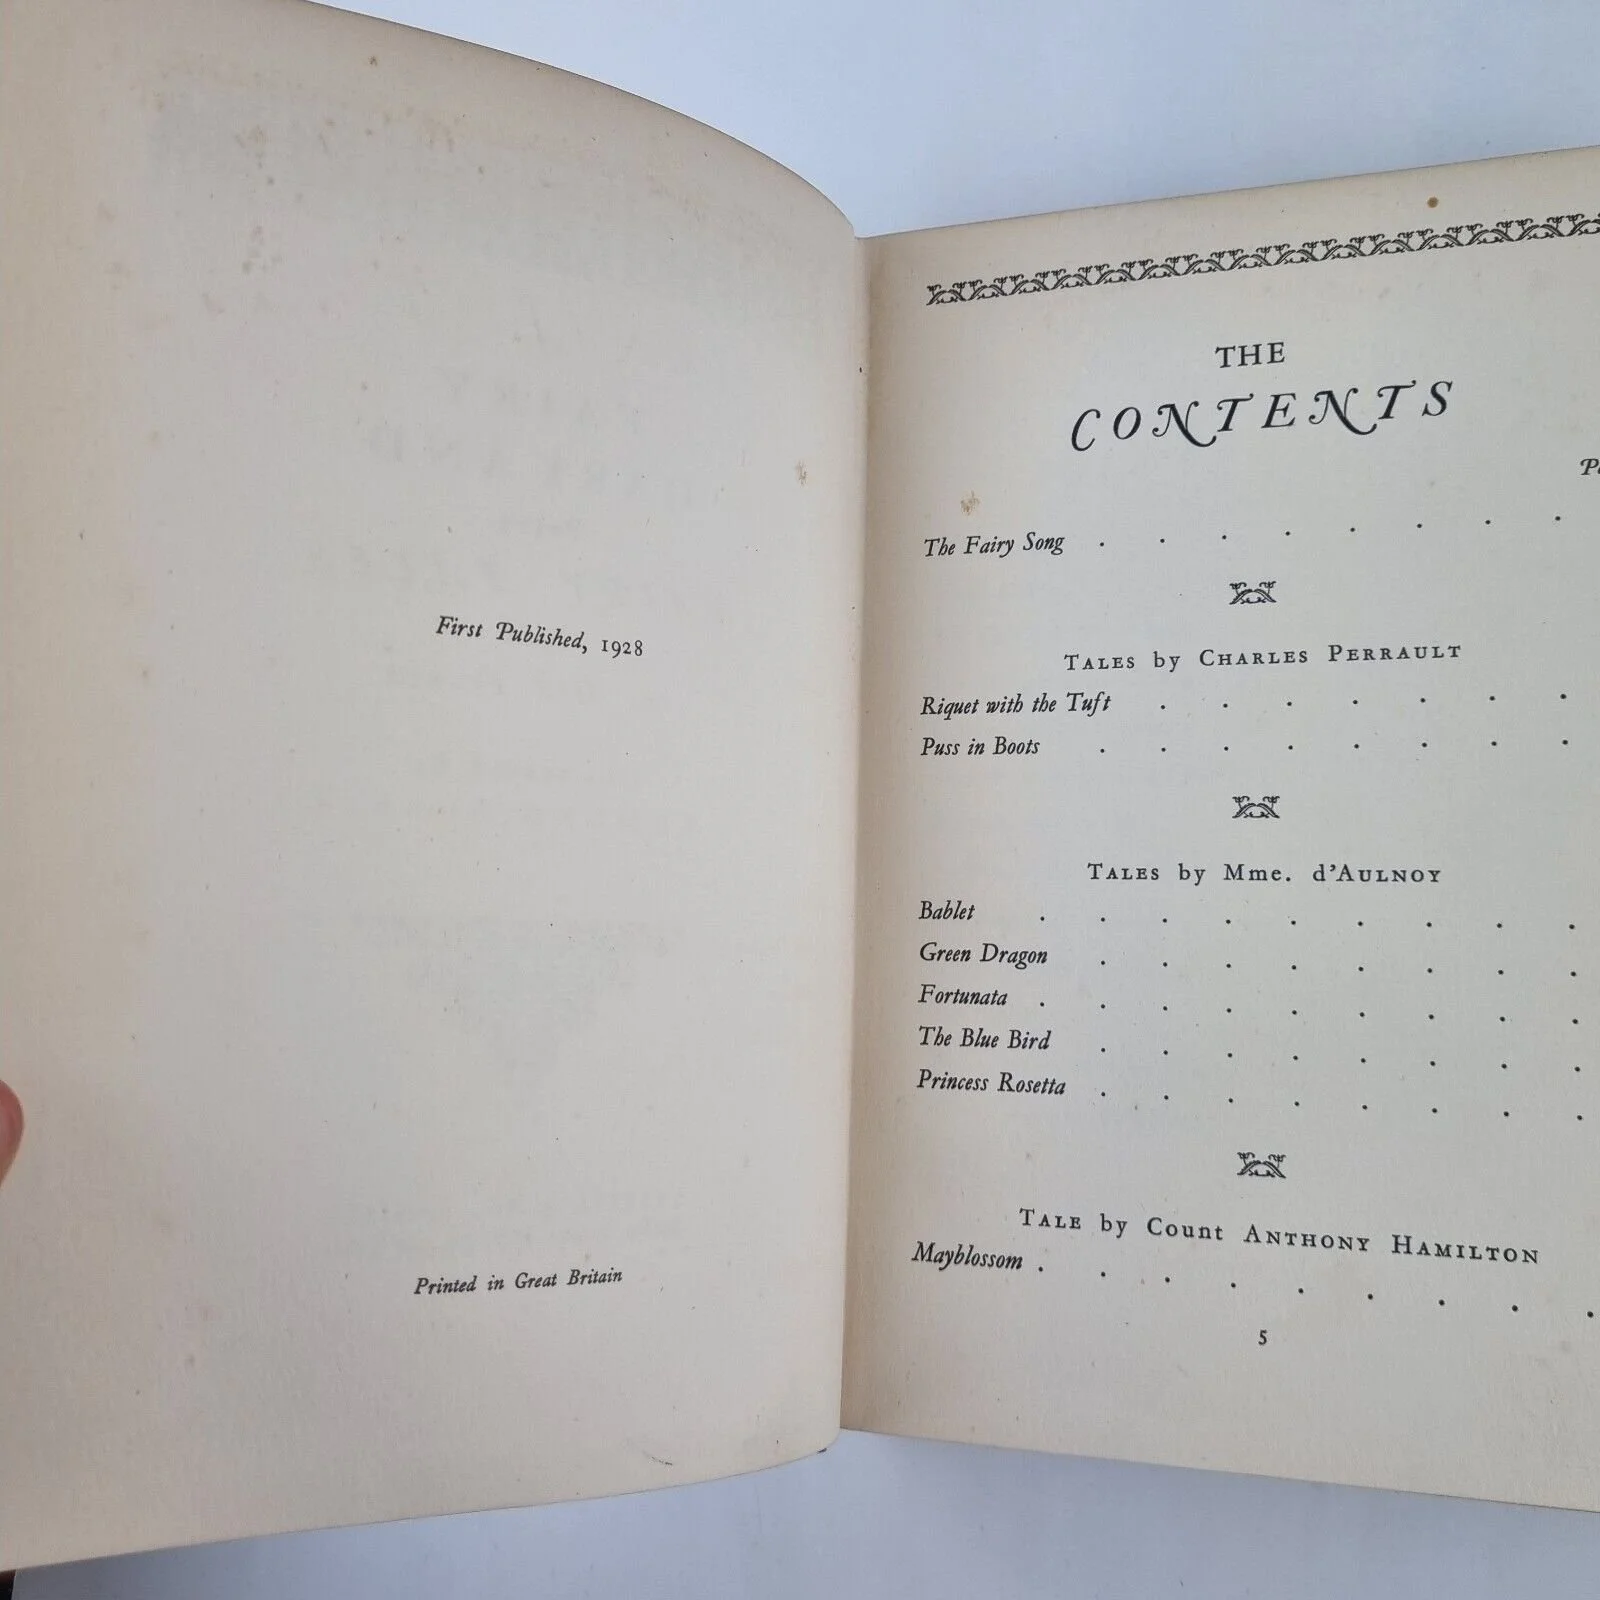 First Published, 1928
Printed in Great Britain
THE
CONTENTS
The Fairy Song
TALES by CHARLES PERRAULT
Riquet with the Tuft
Puss in Boots
TALES by Mme. d'AULNOY
Bablet
Green Dragon
Fortunata
The Blue Bird
Princess Rosetta
TALE by Count ANTHONY HAMILTON
Mayblossom
5